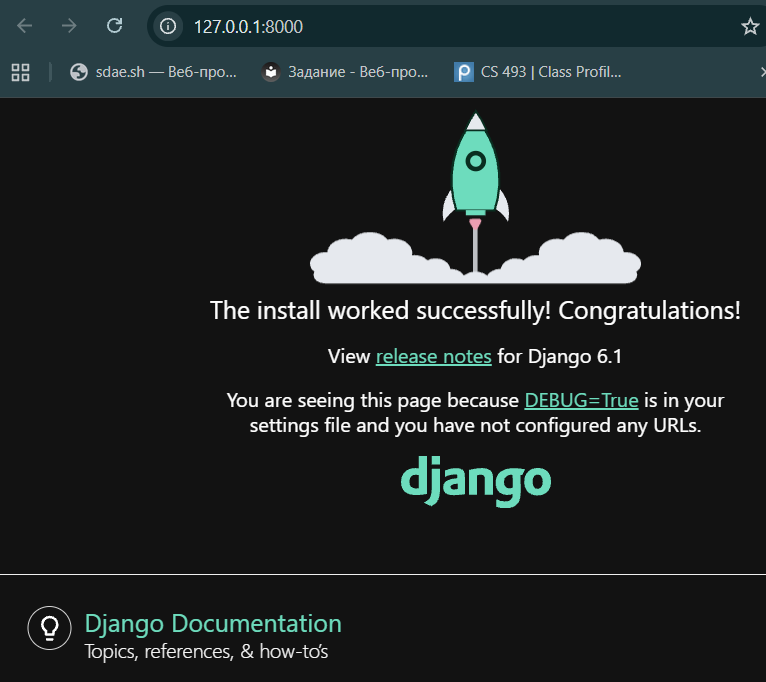 127.0.0.1:8000
sdae.sh — Веб-про...
Задание - Веб-про...
CS 493 | Class Profil...
The install worked successfully! Congratulations!
View release notes for Django 6.1
You are seeing this page because DEBUG=True is in your
settings file and you have not configured any URLs.
django
Django Documentation
Topics, references, & how-to's